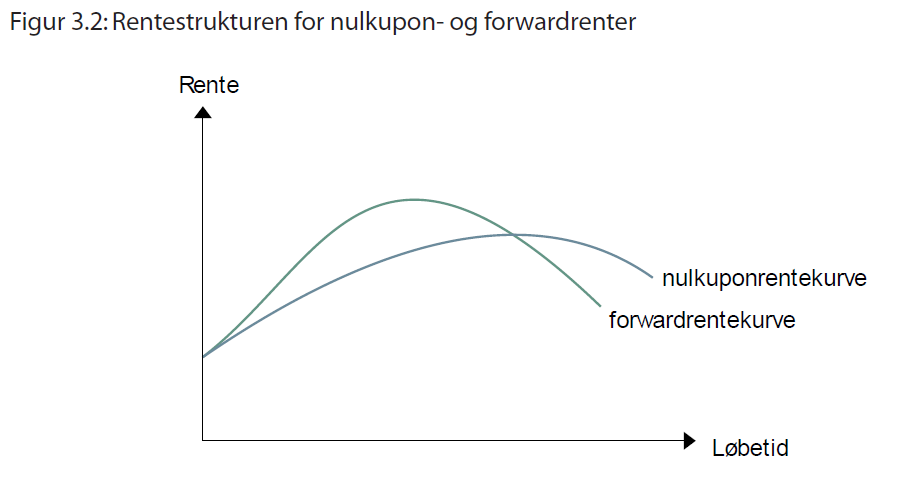 Figur 3.2: Rentestrukturen for nulkupon- og forwardrenter
Rente
nulkuponrentekurve
forwardrentekurve
Løbetid